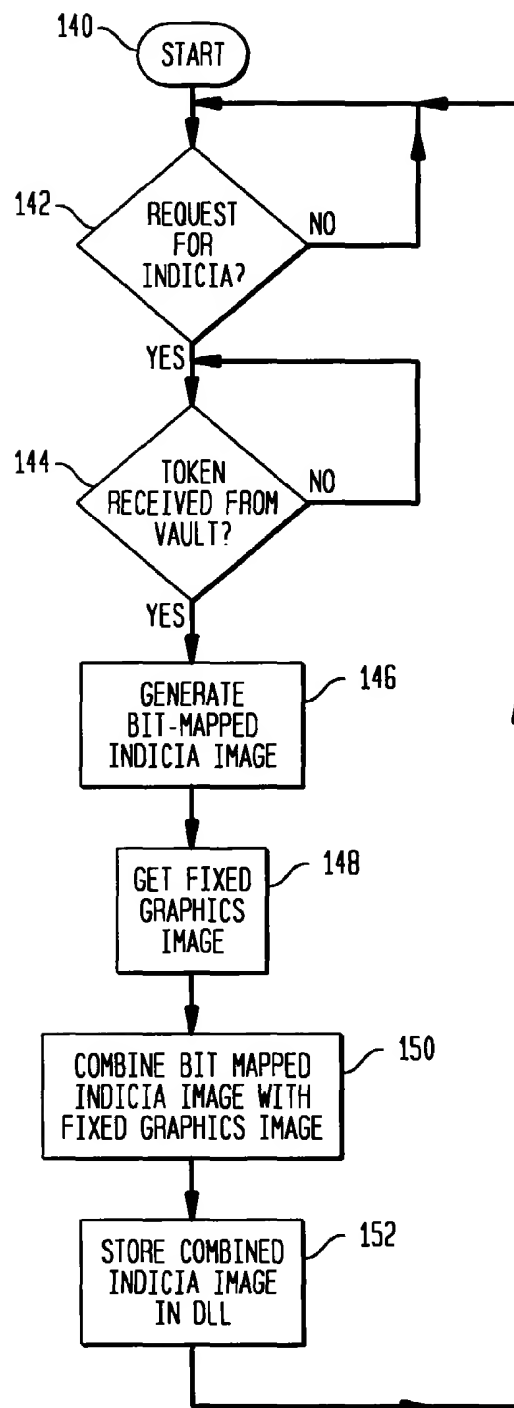 140
START
142
REQUEST
FOR
INDICIA?
NO
YES
144
TOKEN
RECEIVED FROM
VAULT?
NO
YES
146
GENERATE
BIT-MAPPED
INDICIA IMAGE
148
GET FIXED
GRAPHICS
IMAGE
150
COMBINE BIT MAPPED
INDICIA IMAGE WITH
FIXED GRAPHICS IMAGE
152
STORE COMBINED
INDICIA IMAGE
IN DLL